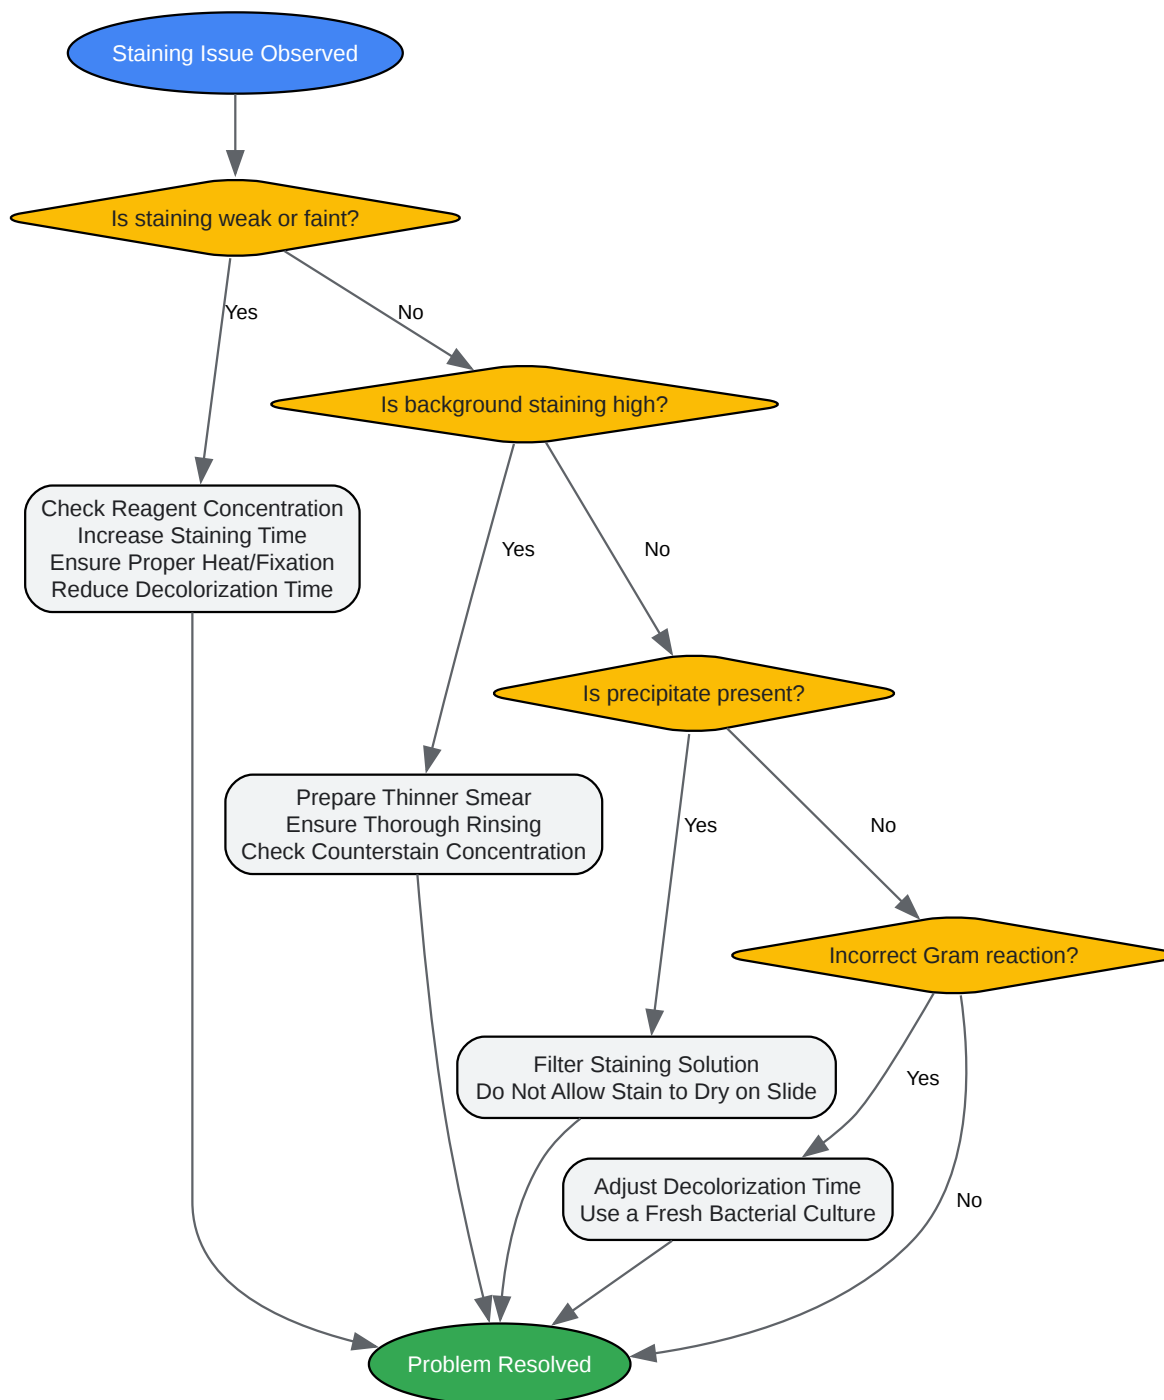 Staining Issue Observed
Is staining weak or faint?
Yes
No
Is background staining high?
Check Reagent Concentration
Increase Staining Time
Ensure Proper Heat/Fixation
Reduce Decolorization Time
Yes
No
Is precipitate present?
Prepare Thinner Smear
Ensure Thorough Rinsing
Check Counterstain Concentration
Yes
No
Incorrect Gram reaction?
Filter Staining Solution
Do Not Allow Stain to Dry on Slide
Yes
Adjust Decolorization Time
Use a Fresh Bacterial Culture
No
Problem Resolved